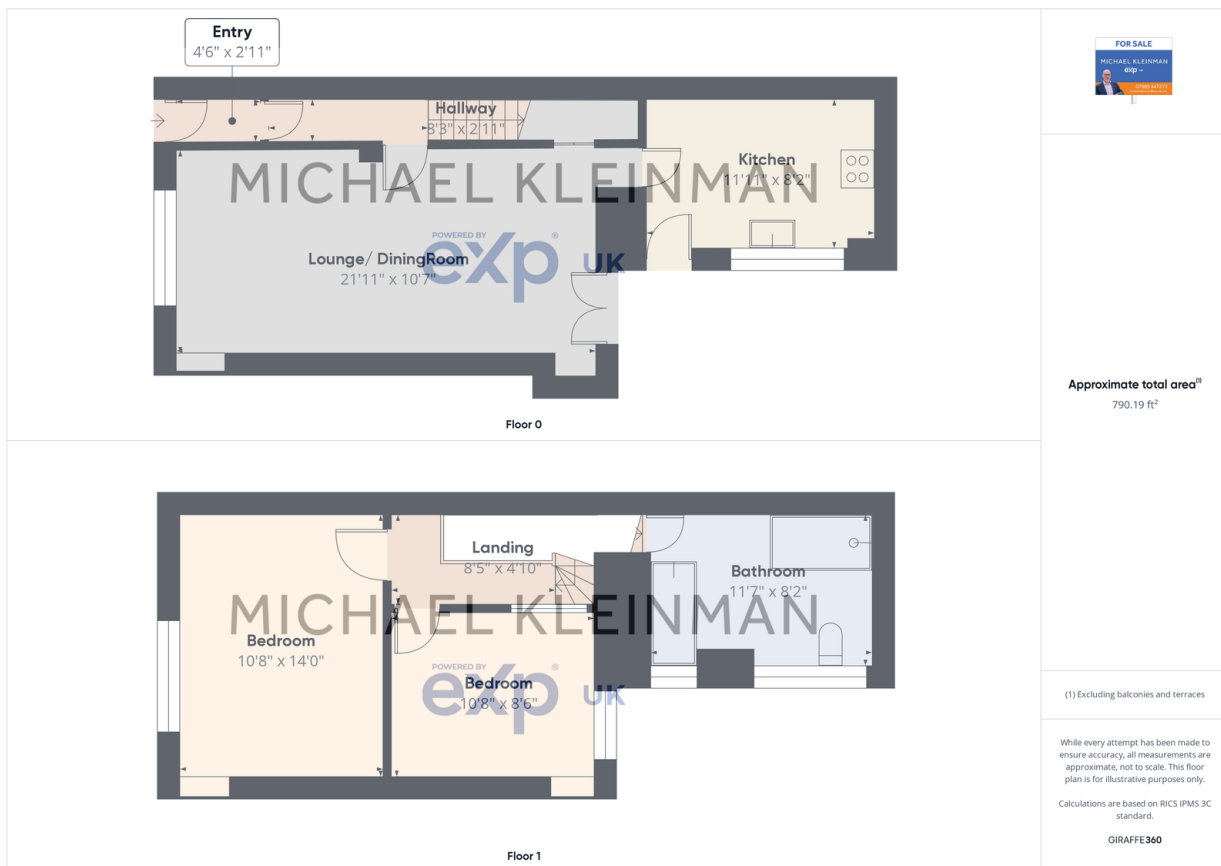 Entry
4'6" x 2'11"
Hallway
8'3" x 2'11"
Kitchen
11'11" x 8'2"
MICHAEL KLEINMAN
POWERED BY
eXp® UK
Lounge/ DiningRoom
21'11" x 10'7"
Floor 0
Landing
8'5" x 4'10"
Bathroom
11'7" x 8'2"
MICHAEL KLEINMAN
Bedroom
10'8" x 14'0"
POWERED BY
eXp® UK
Bedroom
10'8" x 8'6"
Floor 1
FOR SALE
MICHAEL KLEINMAN
exp
Approximate total area(1)
790.19 ft²
(1) Excluding balconies and terraces
While every attempt has been made to
ensure accuracy, all measurements are
approximate, not to scale. This floor
plan is for illustrative purposes only.
Calculations are based on RICS IPMS 3C
standard.
GIRAFFE360